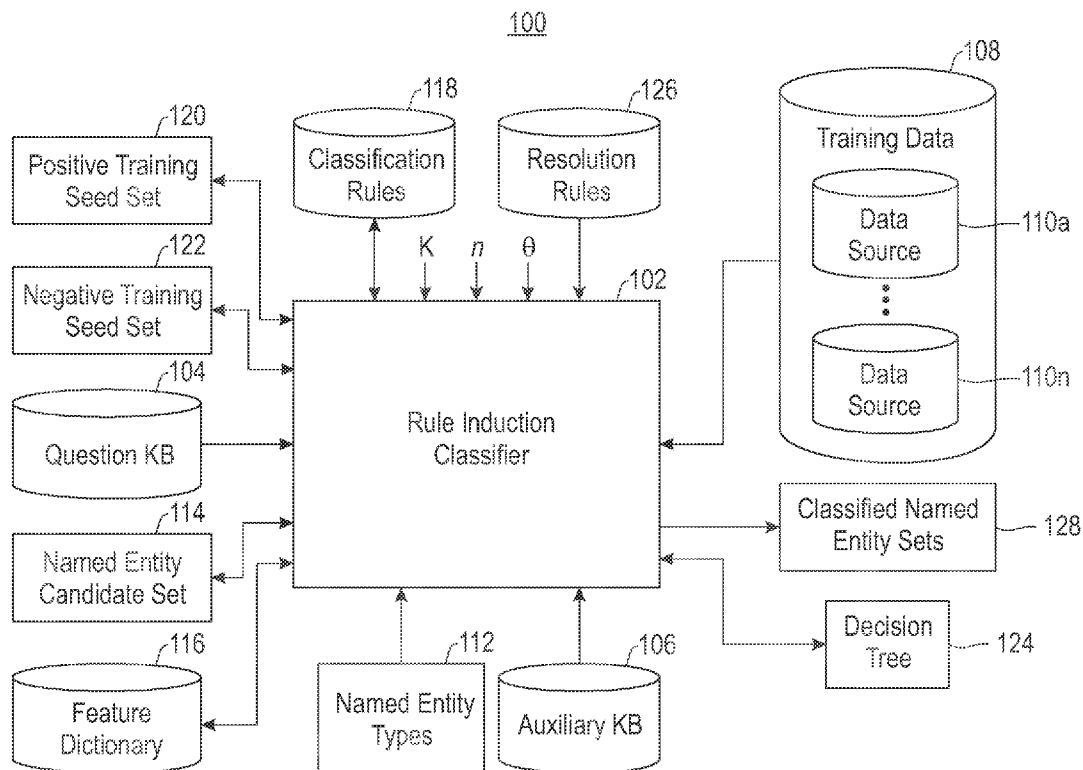 100
118
126
108
120
Positive Training
Seed Set
Classification
Rules
Resolution
Rules
Training Data
Data
Source
110a
122
Negative Training
Seed Set
K
n
θ
102
104
Question KB
Rule Induction
Classifier
Data
Source
110n
114
Named Entity
Candidate Set
Classified Named
Entity Sets
128
116
Feature
Dictionary
112
Named Entity
Types
106
Auxiliary KB
Decision
Tree
124